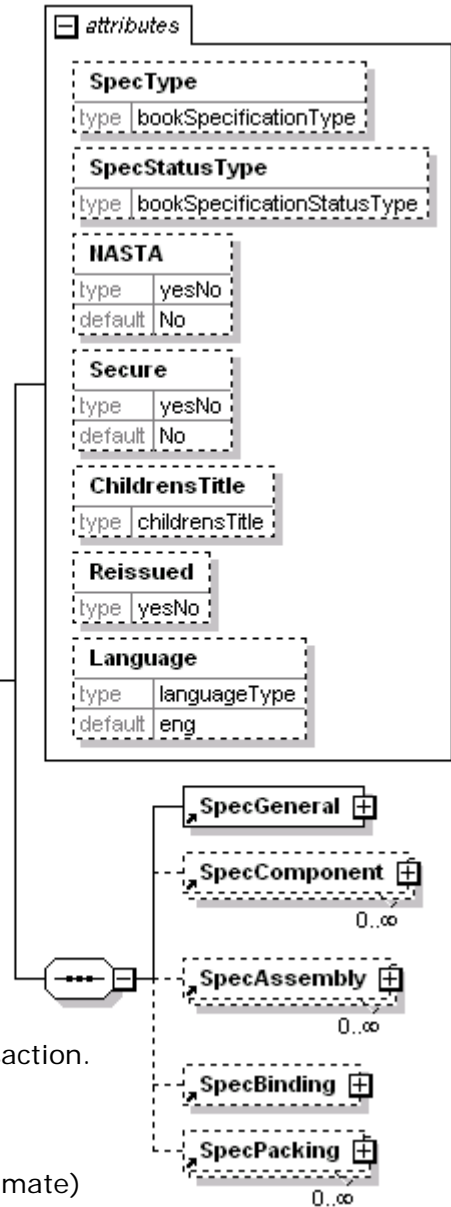 attributes
SpecType
type bookSpecificationType
SpecStatusType
type bookSpecificationStatusType
NASTA
type yesNo
default No
Secure
type yesNo
default No
ChildrensTitle
type childrensTitle
Reissued
type yesNo
Language
type languageType
default eng
SpecGeneral
SpecComponent
0..∞
SpecAssembly
0..∞
action.
SpecBinding
SpecPacking
mate)
0..∞